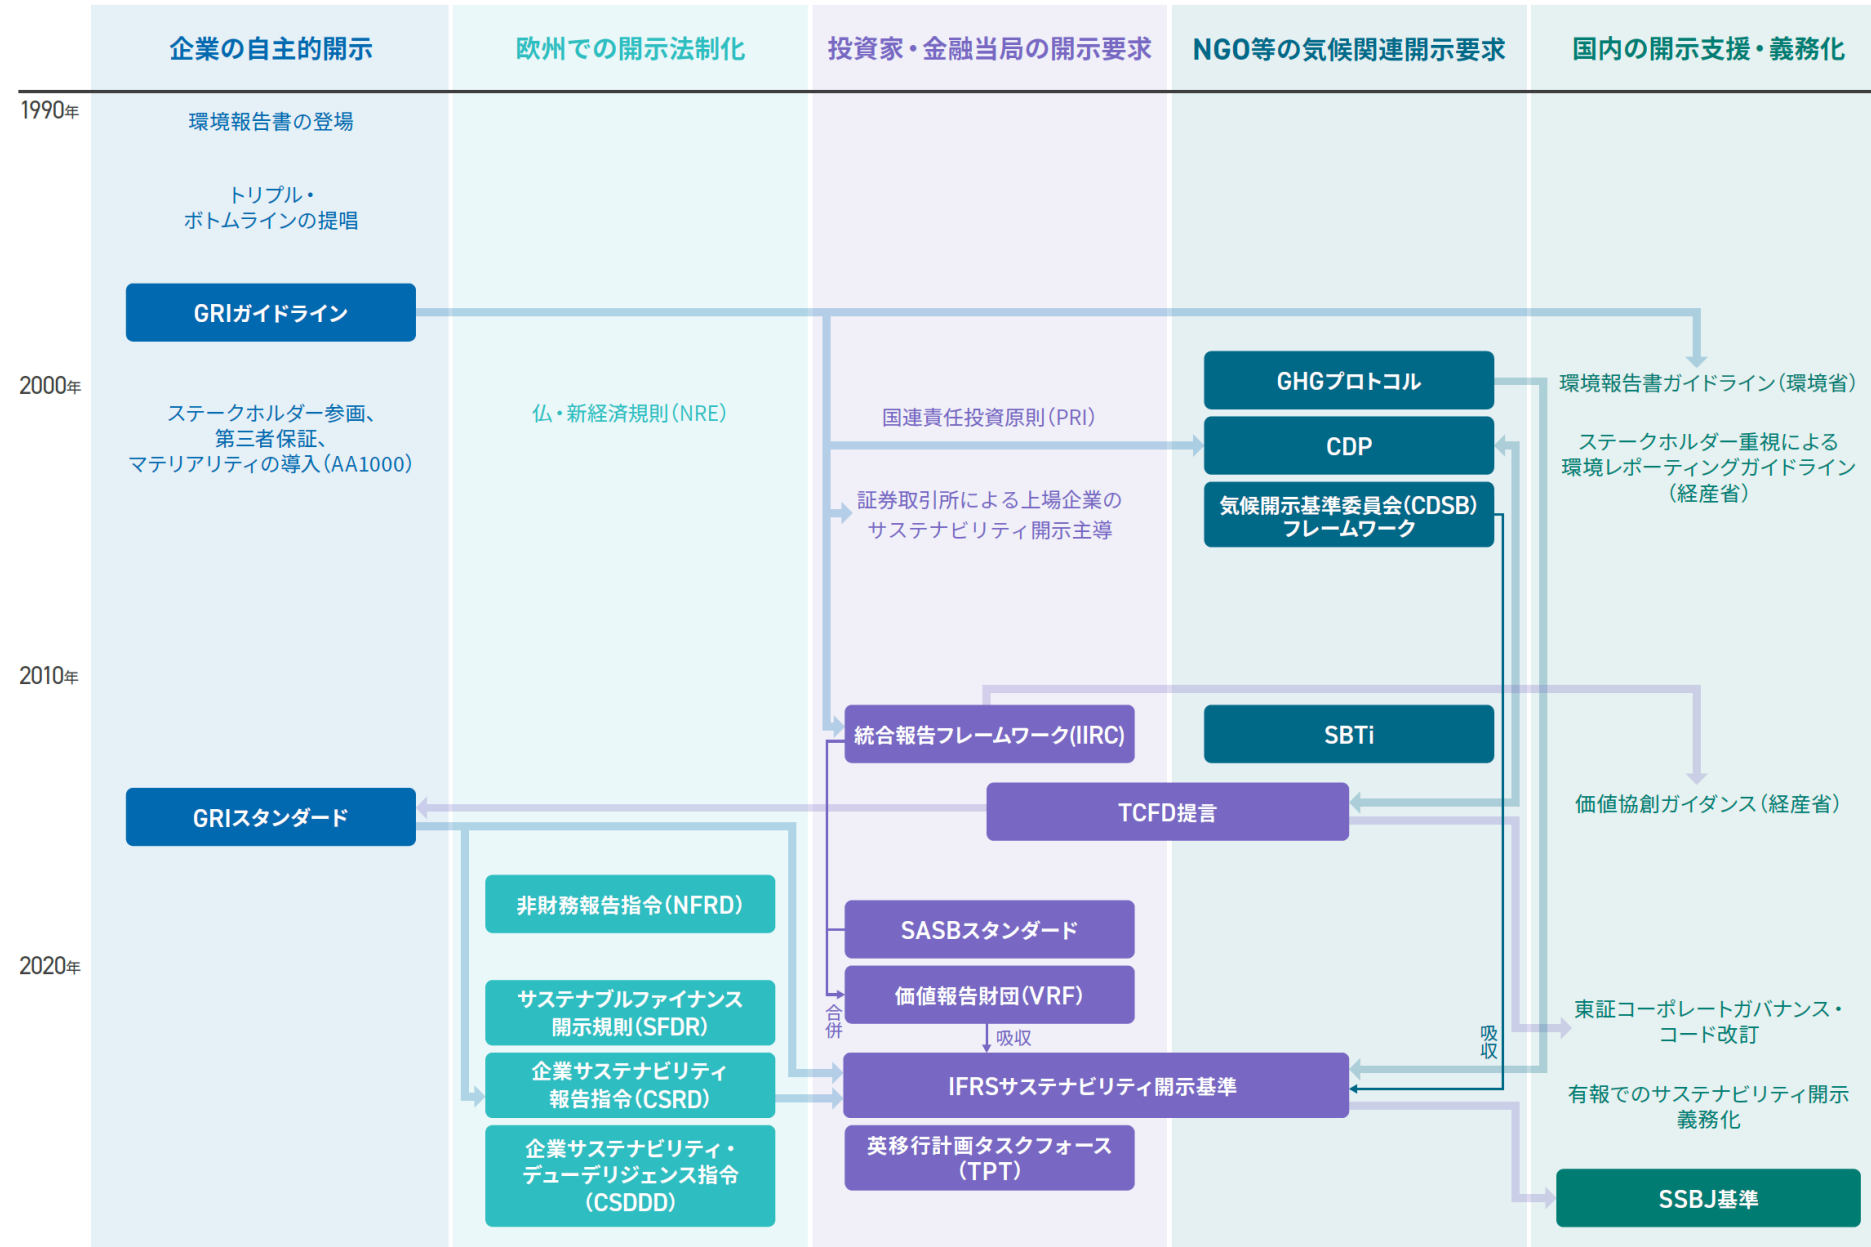 企業の自主的開示
欧州での開示法制化
投資家・金融当局の開示要求
NGO等の気候関連開示要求
国内の開示支援・義務化
1990年
2000年
2010年
2020年
環境報告書の登場
トリプル・
ボトムラインの提唱
GRIガイドライン
ステークホルダー参画、
第三者保証、
マテリアリティの導入（AA1000）
GRIスタンダード
仏・新経済規則（NRE）
非財務報告指令（NFRD）
サステナブルファイナンス
開示規則（SFDR）
企業サステナビリティ
報告指令（CSRD）
企業サステナビリティ・
デューデリジェンス指令
（CSDDD）
国連責任投資原則（PRI）
証券取引所による上場企業の
サステナビリティ開示主導
統合報告フレームワーク(IIRC)
TCFD提言
SASBスタンダード
価値報告財団（VRF）
合併
吸収
IFRSサステナビリティ開示基準
英移行計画タスクフォース
（TPT）
GHGプロトコル
CDP
気候開示基準委員会（CDSB）
フレームワーク
SBTi
吸収
環境報告書ガイドライン（環境省）
ステークホルダー重視による
環境レポーティングガイドライン
（経産省）
価値協創ガイダンス（経産省）
東証コーポレートガバナンス・
コード改訂
有報でのサステナビリティ開示
義務化
SSBJ基準